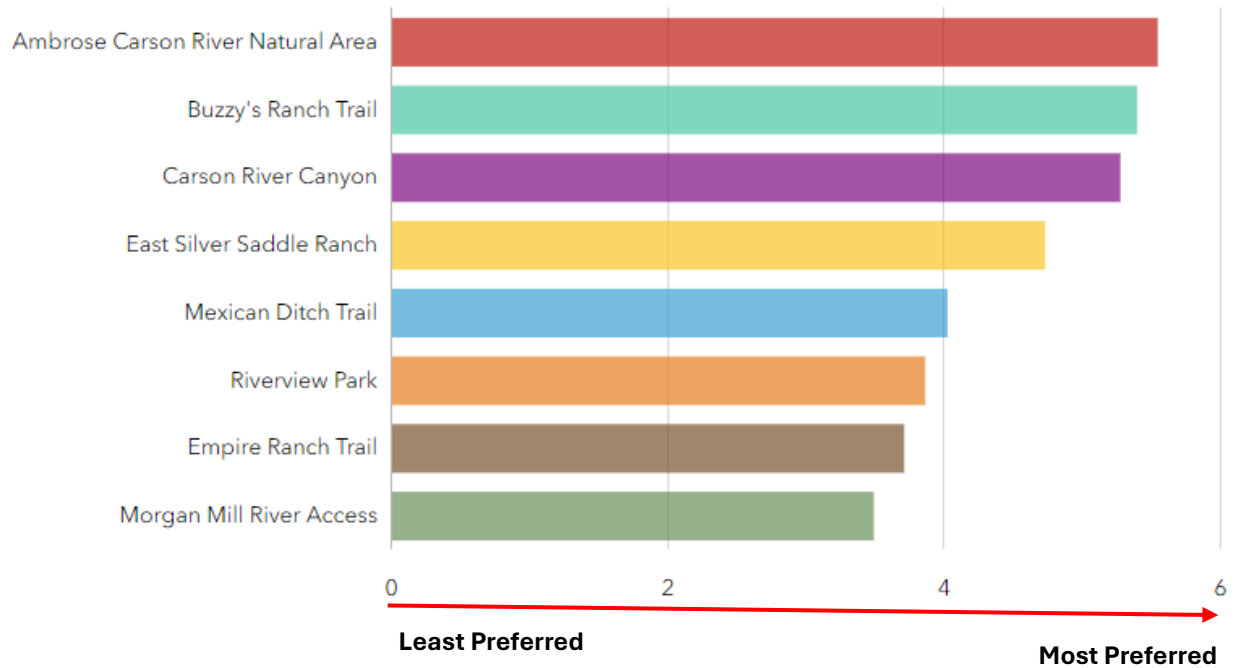 Ambrose Carson River Natural Area
Buzzy's Ranch Trail
Carson River Canyon
East Silver Saddle Ranch
Mexican Ditch Trail
Riverview Park
Empire Ranch Trail
Morgan Mill River Access
0 2 4 6
Least Preferred
Most Preferred